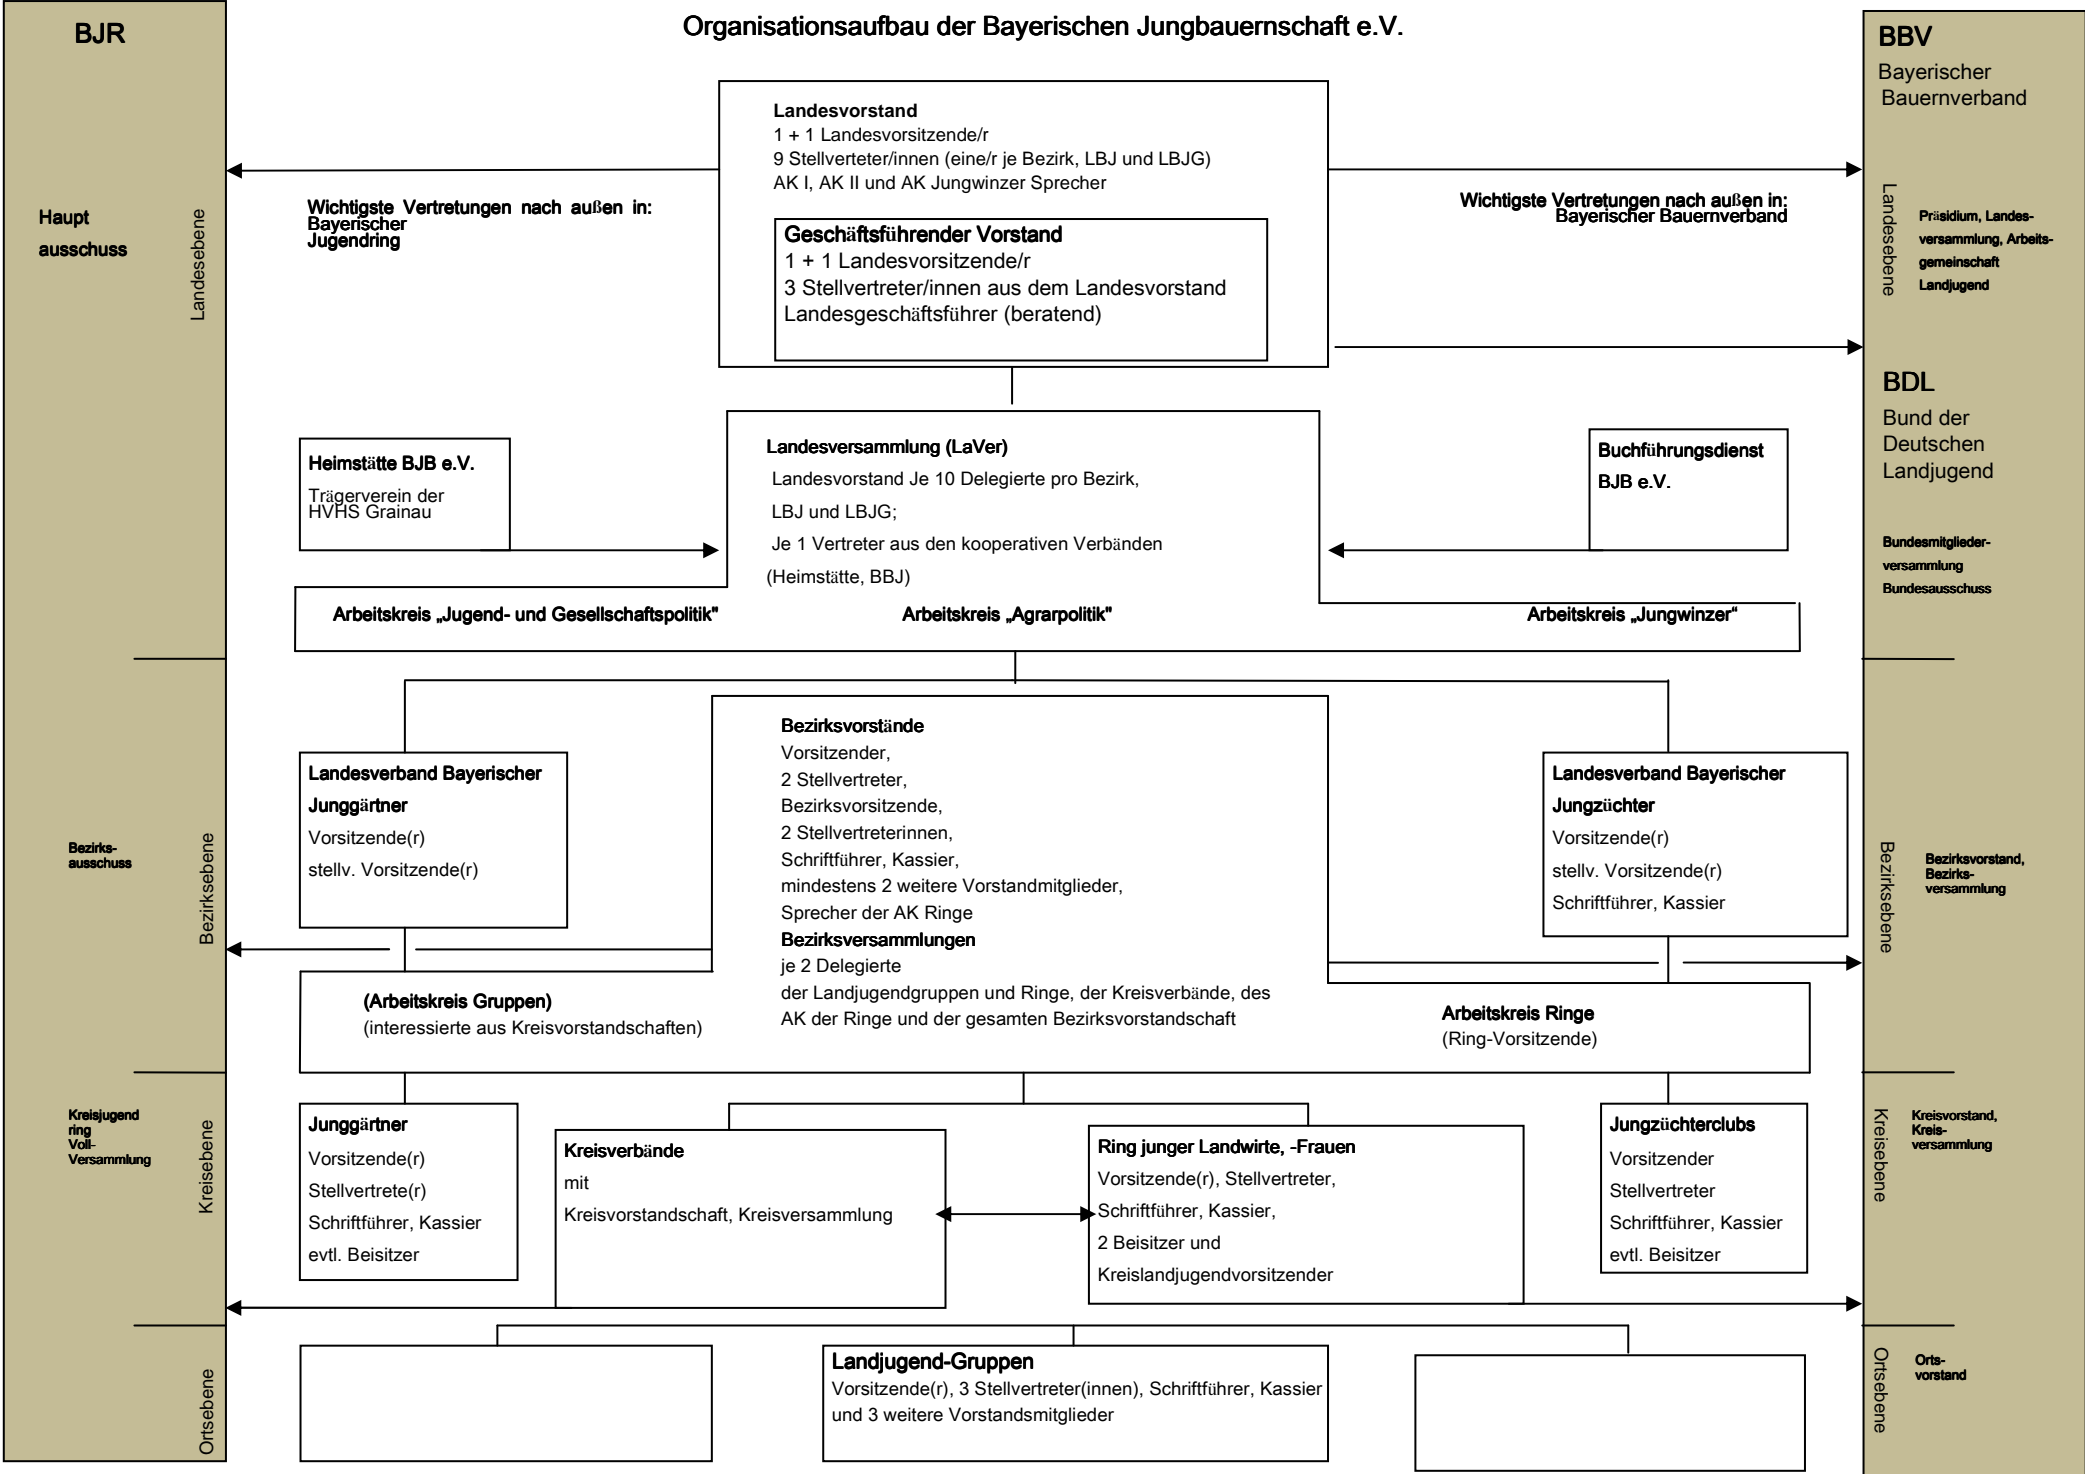 Organisationsaufbau der Bayerischen Jungbauernschaft e.V.
BJR
Haupt
ausschuss
Landesebene
Bezirks-
ausschuss
Bezirksebene
Kreisjugend
ring
Voll-
Versammlung
Kreisebene
Ortsebene
Landesvorstand
1 + 1 Landesvorsitzende/r
9 Stellverteter/innen (eine/r je Bezirk, LBJ und LBJG)
AK I, AK II und AK Jungwinzer Sprecher
Wichtigste Vertretungen nach außen in:
Bayerischer
Jugendring
Geschäftsführender Vorstand
1 + 1 Landesvorsitzende/r
3 Stellvertreter/innen aus dem Landesvorstand
Landesgeschäftsführer (beratend)
Wichtigste Vertretungen nach außen in:
Bayerischer Bauernverband
Heimstätte BJB e.V.
Trägerverein der
HVHS Grainau
Landesversammlung (LaVer)
Landesvorstand Je 10 Delegierte pro Bezirk,
LBJ und LBJG;
Je 1 Vertreter aus den kooperativen Verbänden
(Heimstätte, BBJ)
Buchführungsdienst
BJB e.V.
Arbeitskreis „Jugend- und Gesellschaftspolitik"
Arbeitskreis „Agrarpolitik"
Arbeitskreis „Jungwinzer“
Landesverband Bayerischer
Junggärtner
Vorsitzende(r)
stellv. Vorsitzende(r)
Bezirksvorstände
Vorsitzender,
2 Stellvertreter,
Bezirksvorsitzende,
2 Stellvertreterinnen,
Schriftführer, Kassier,
mindestens 2 weitere Vorstandmitglieder,
Sprecher der AK Ringe
Bezirksversammlungen
je 2 Delegierte
der Landjugendgruppen und Ringe, der Kreisverbände, des
AK der Ringe und der gesamten Bezirksvorstandschaft
Landesverband Bayerischer
Jungzüchter
Vorsitzende(r)
stellv. Vorsitzende(r)
Schriftführer, Kassier
(Arbeitskreis Gruppen)
(interessierte aus Kreisvorstandschaften)
Arbeitskreis Ringe
(Ring-Vorsitzende)
Junggärtner
Vorsitzende(r)
Stellvertrete(r)
Schriftführer, Kassier
evtl. Beisitzer
Kreisverbände
mit
Kreisvorstandschaft, Kreisversammlung
Ring junger Landwirte, -Frauen
Vorsitzende(r), Stellvertreter,
Schriftführer, Kassier,
2 Beisitzer und
Kreislandjugendvorsitzender
Jungzüchterclubs
Vorsitzender
Stellvertreter
Schriftführer, Kassier
evtl. Beisitzer
Landjugend-Gruppen
Vorsitzende(r), 3 Stellvertreter(innen), Schriftführer, Kassier
und 3 weitere Vorstandsmitglieder
BBV
Bayerischer
Bauernverband
Landesebene
Präsidium, Landes-
versammlung, Arbeits-
gemeinschaft
Landjugend
BDL
Bund der
Deutschen
Landjugend
Bundesmitglieder-
versammlung
Bundesausschuss
Bezirksebene
Bezirksvorstand,
Bezirks-
versammlung
Kreisebene
Kreisvorstand,
Kreis-
versammlung
Ortsebene
Orts-
vorstand